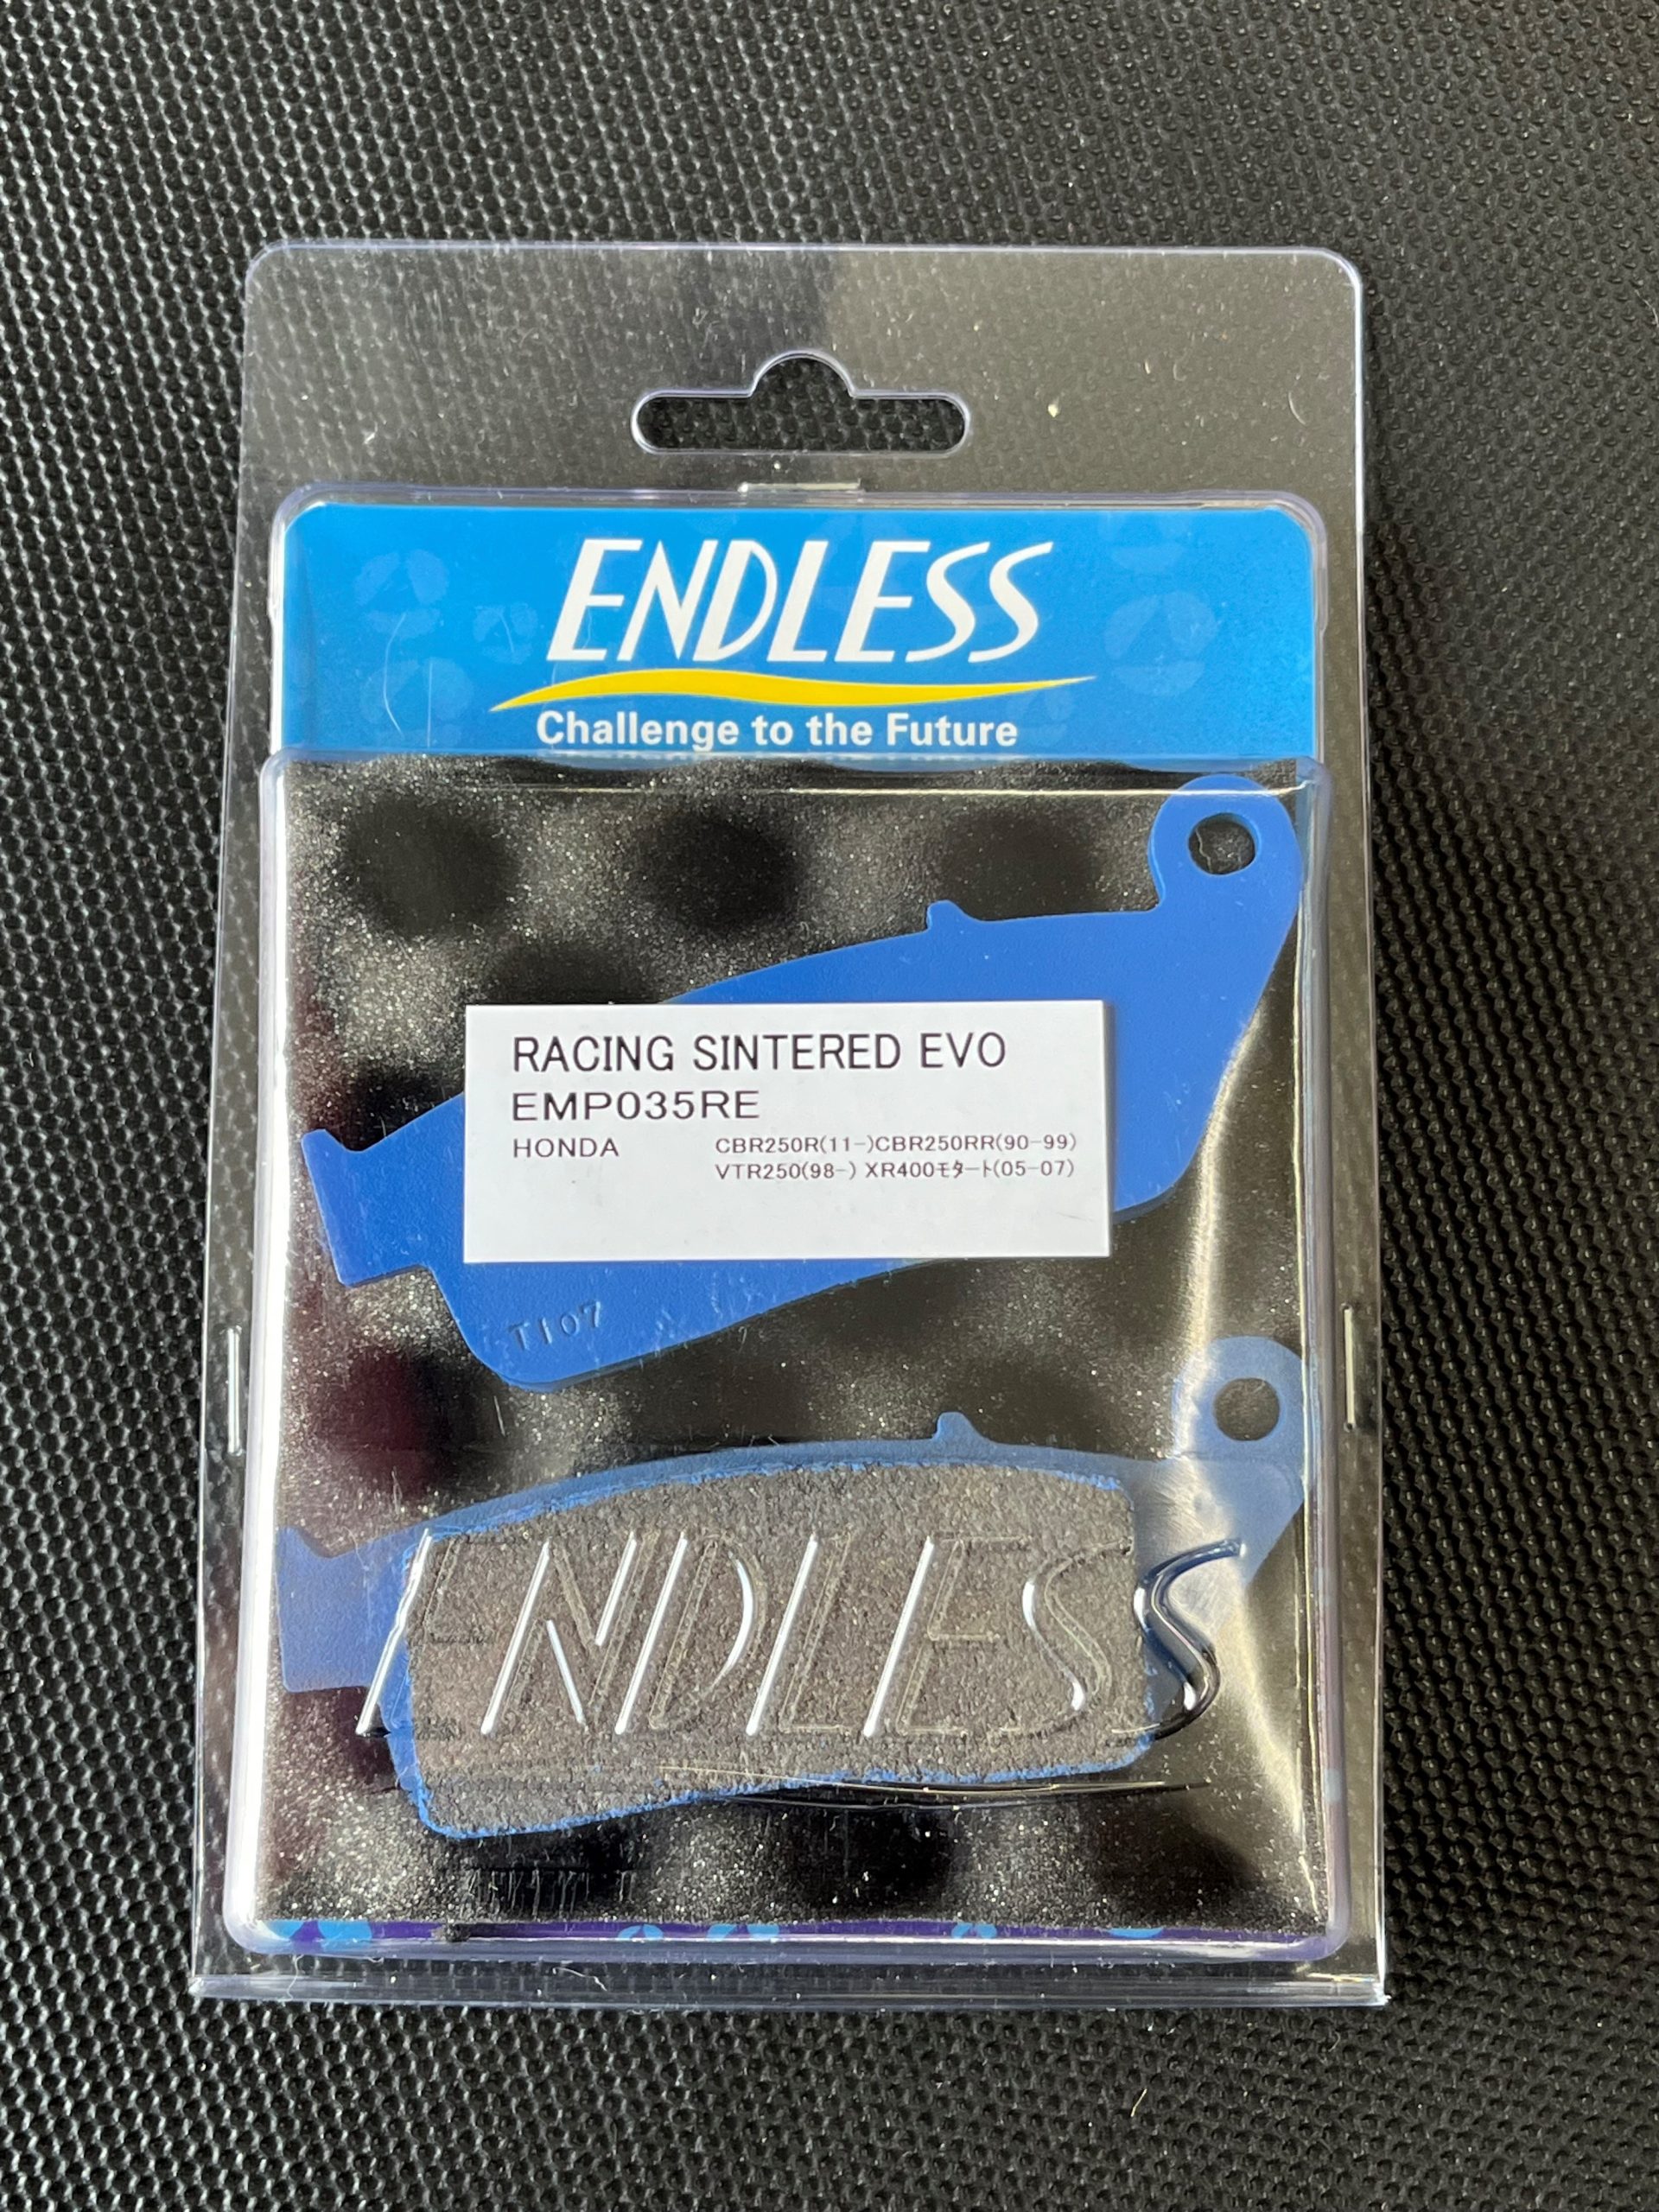 ENDLESS
Challenge to the Future
RACING SINTERED EVO
EMP035RE
HONDA CBR250R(11-)CBR250RR(90-99)
VTR250(98-) XR400モタード(05-07)
T107
ENDLESS